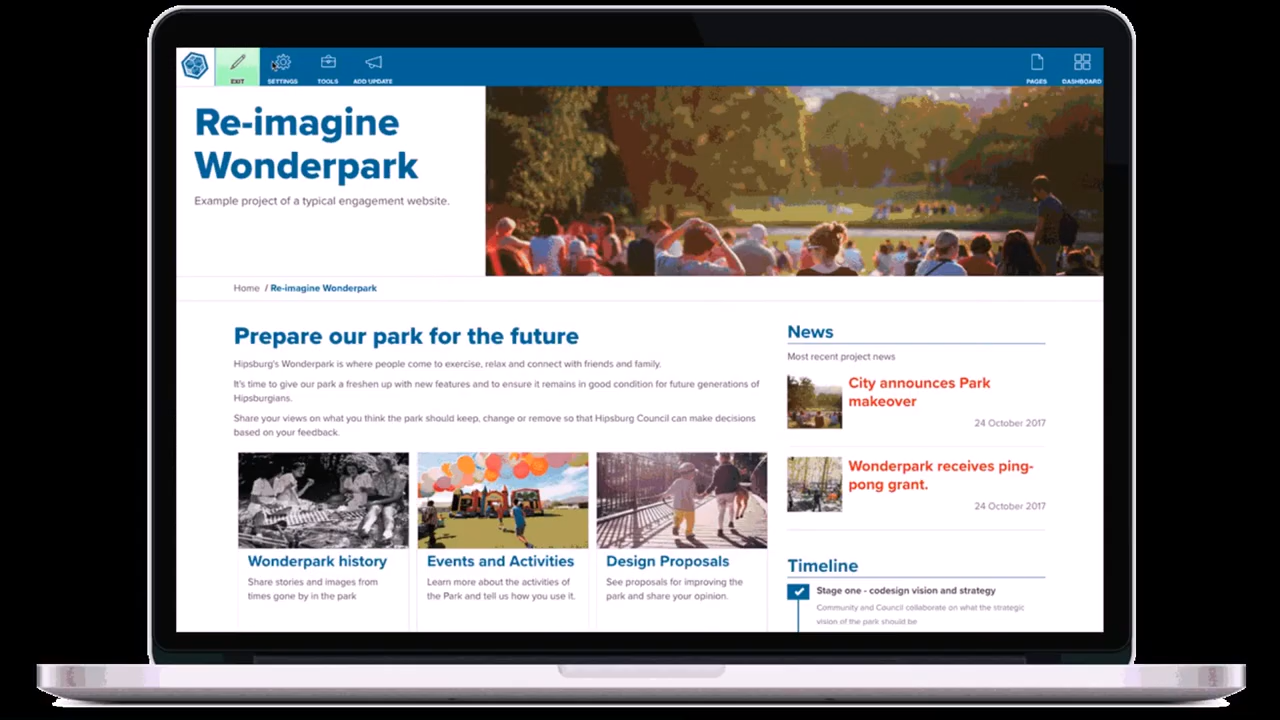 EXIT
SETTINGS
TOOLS
ADD UPDATE
PAGES
DASHBOARD
Re-imagine
Wonderpark
Example project of a typical engagement website.
Home / Re-imagine Wonderpark
Prepare our park for the future
Hipsburg's Wonderpark is where people come to exercise, relax and connect with friends and family.
It's time to give our park a freshen up with new features and to ensure it remains in good condition for future generations of
Hipsburgians.
Share your views on what you think the park should keep, change or remove so that Hipsburg Council can make decisions
based on your feedback.
Wonderpark history
Share stories and images from
times gone by in the park
Events and Activities
Learn more about the activities of
the Park and tell us how you use it.
Design Proposals
See proposals for improving the
park and share your opinion.
News
Most recent project news
City announces Park
makeover
24 October 2017
Wonderpark receives ping-
pong grant.
24 October 2017
Timeline
Stage one - codesign vision and strategy
Community and Council collaborate on what the strategic
vision of the park should be